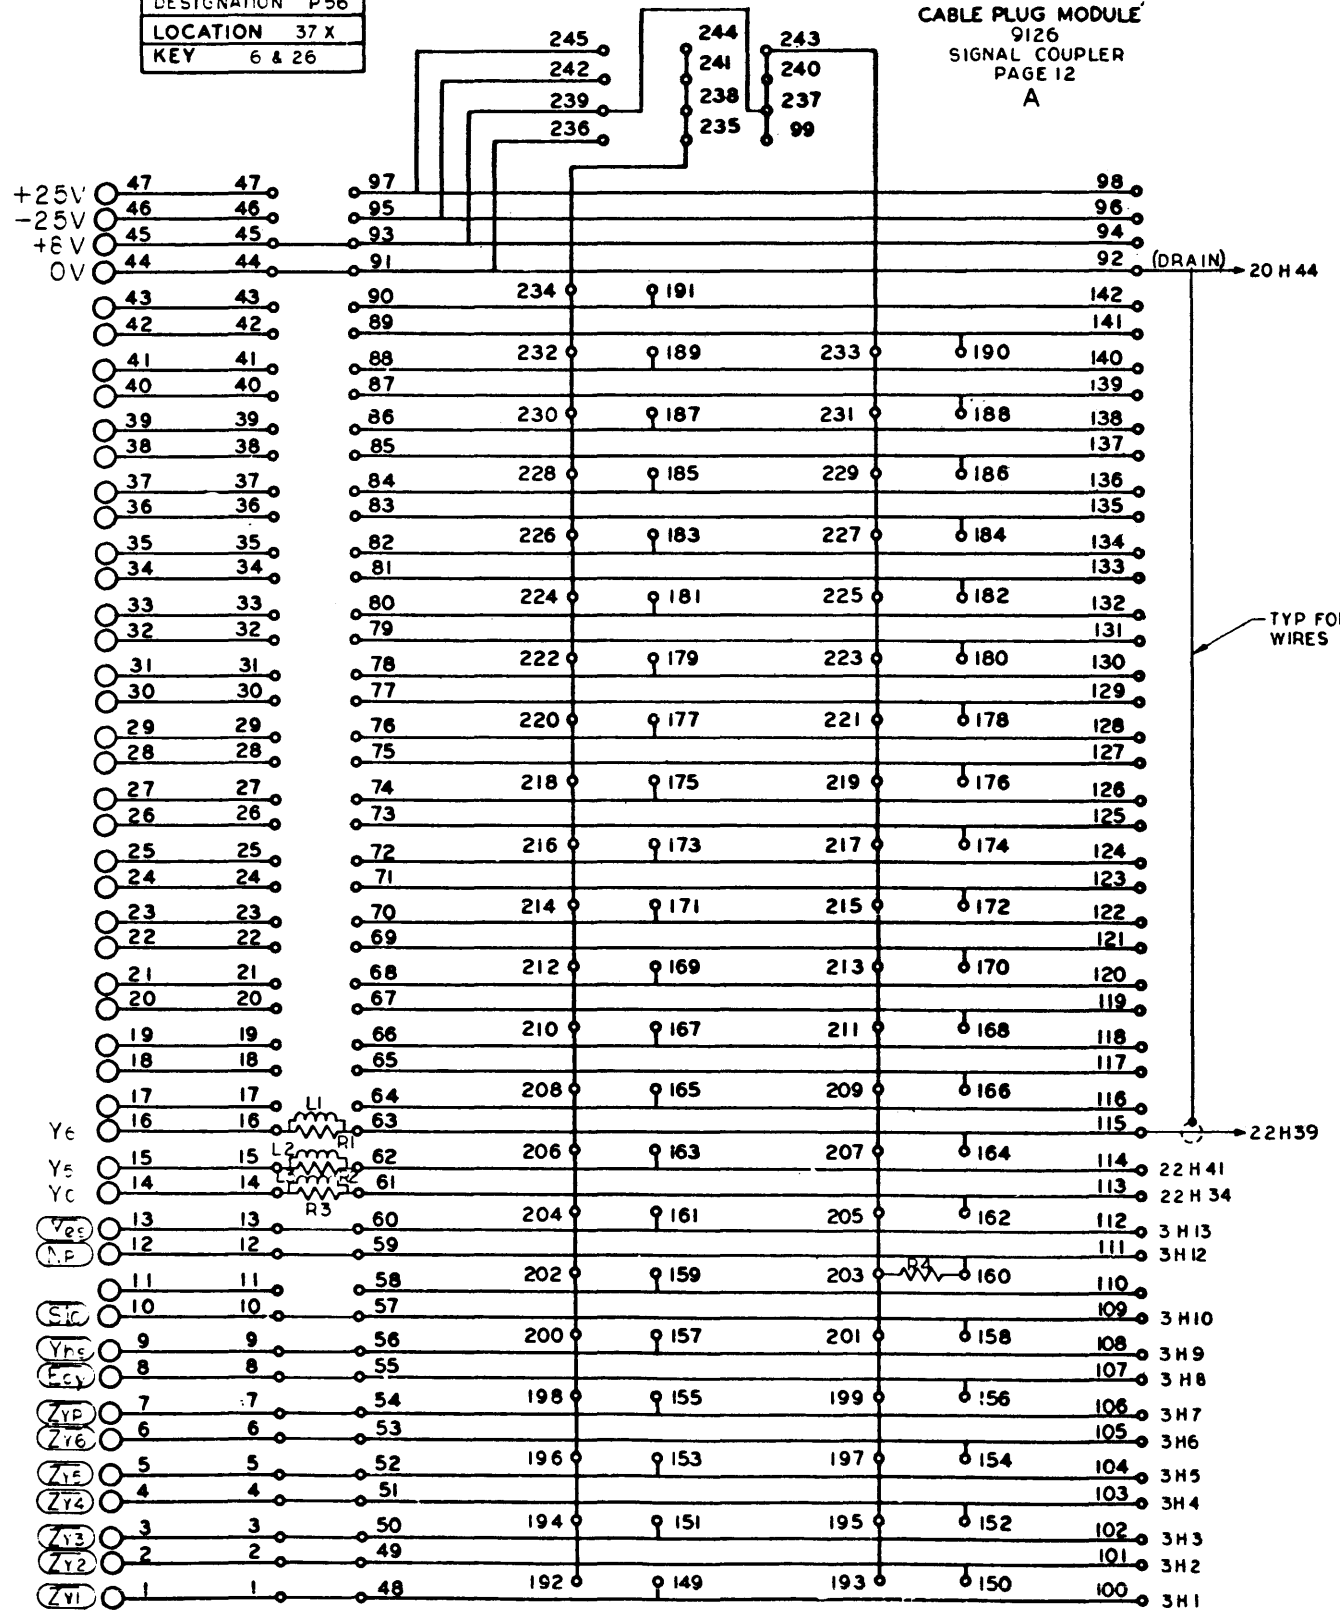 DESIGNATION P56
LOCATION 37 X
KEY 6 & 26
CABLE PLUG MODULE
9126
SIGNAL COUPLER
PAGE 12
A
245 244 243
242 241 240
239 238 237
236 235 99
+25V 47 47 97 98
-25V 46 46 95 96
45 45 93 94
0V 44 44 91 92 (DRAIN) 20 H 44
234 191
43 43 90 142
42 42 89 141
232 189 233 190
41 41 88 140
40 40 87 139
230 187 231 188
39 39 86 138
38 38 85 137
228 185 229 186
37 37 84 136
36 36 83 135
226 183 227 184
35 35 82 134
34 34 81 133
224 181 225 182
33 33 80 132
TYP FOR
WIRES
32 32 79 131
222 179 223 180
31 31 78 130
30 30 77 129
220 177 221 178
29 29 76 128
28 28 75 127
218 175 219 176
27 27 74 126
26 26 73 125
216 173 217 174
25 25 72 124
24 24 71 123
214 171 215 172
23 23 70 122
22 22 69 121
212 169 213 170
21 21 68 120
20 20 67 119
210 167 211 168
19 19 66 118
18 18 65 117
208 165 209 166
17 17 64 116
L1
Y6 16 16 R1 63 115 22H39
206 163 207 164
L2
Y5 15 15 R2 62 114 22 H 41
L3
YC 14 14 R3 61 113 22 H 34
204 161 205 162
13 13 60 112 3 H 13
12 12 59 111 3 H 12
202 159 203 R4 160
11 11 58 110
10 10 57 109 3 H 10
200 157 201 158
9 9 56 108 3 H 9
Ecy 8 8 55 107 3 H 8
198 155 199 156
ZYP 7 7 54 106 3 H 7
ZY6 6 6 53 105 3 H 6
196 153 197 154
ZY5 5 5 52 104 3 H 5
ZY4 4 4 51 103 3 H 4
194 151 195 152
ZY3 3 3 50 102 3 H 3
ZY2 2 2 49 101 3 H 2
192 149 193 150
ZY1 1 1 48 100 3 H 1